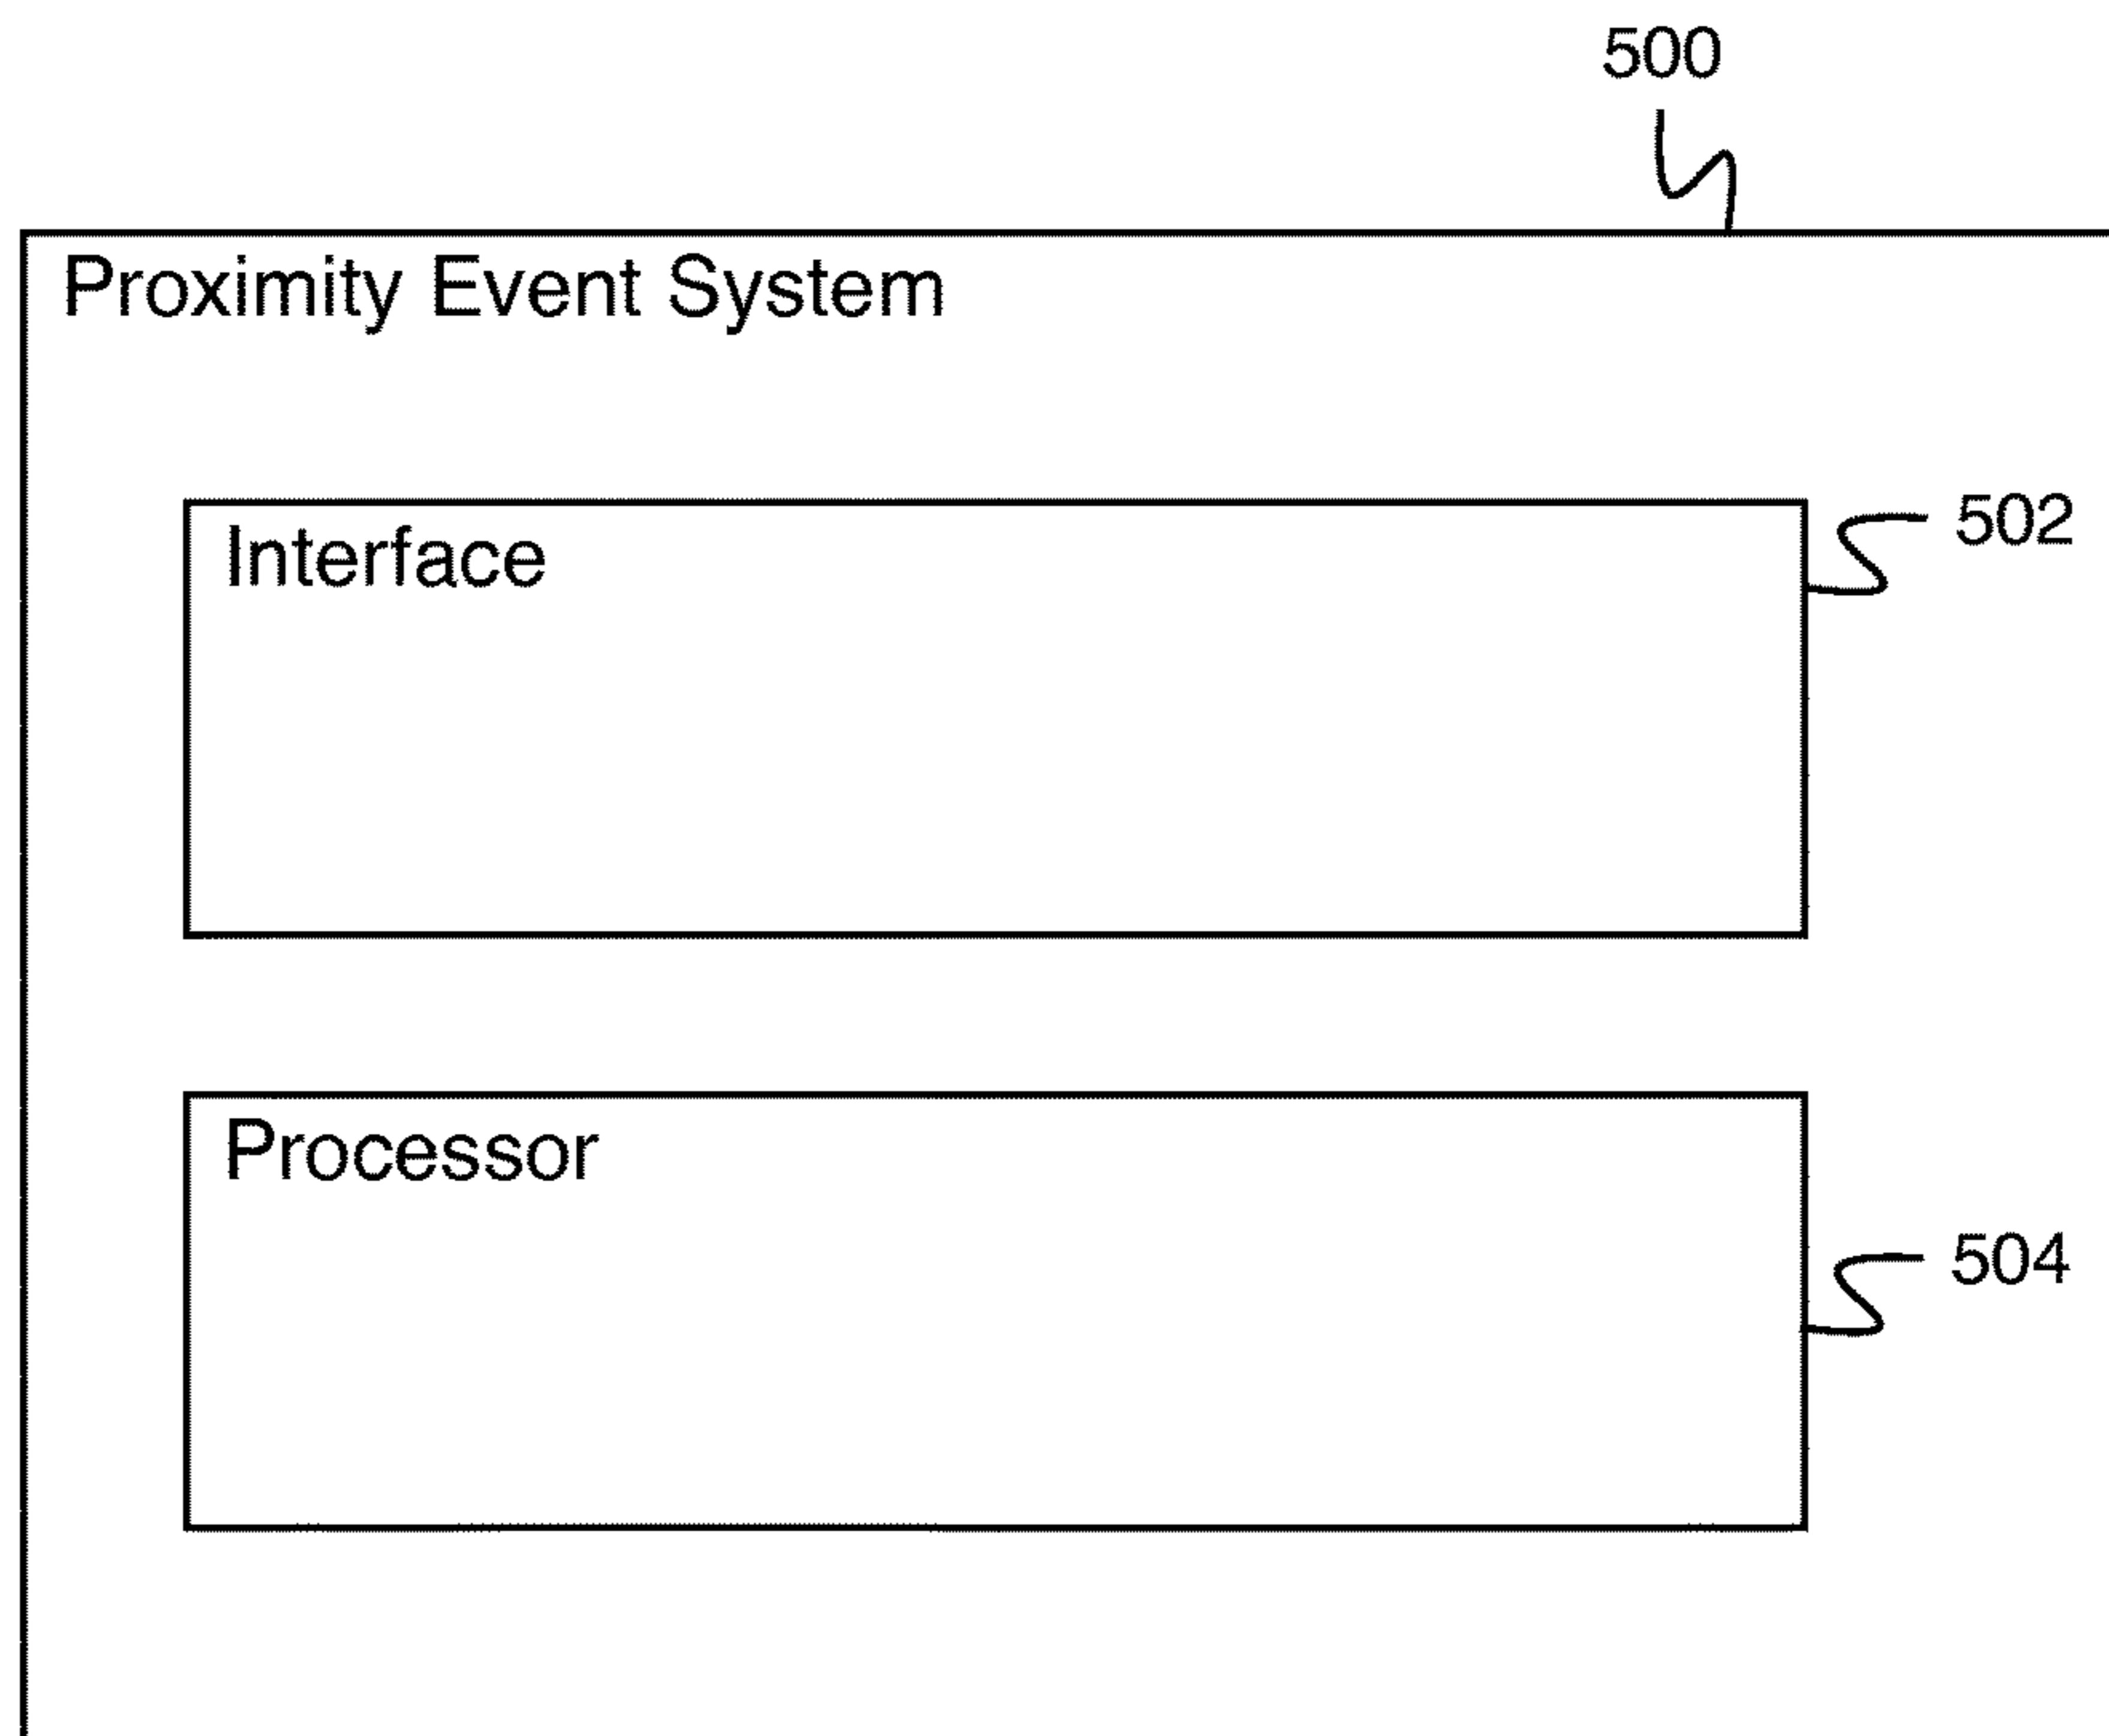 500
Proximity Event System
Interface
502
Processor
504